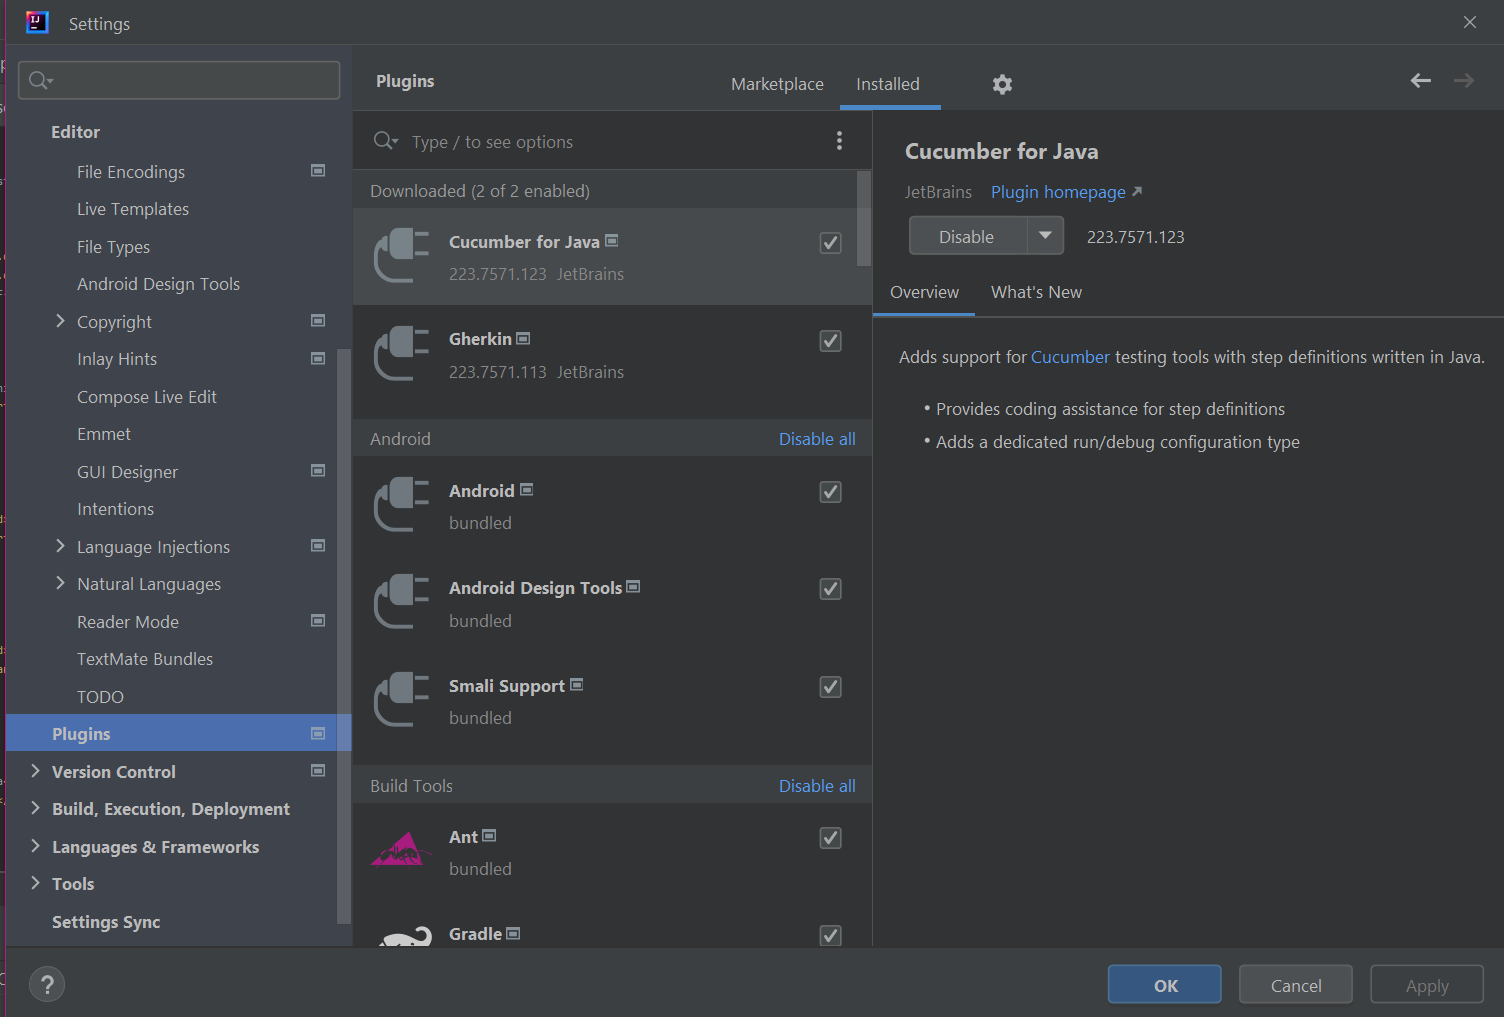 Settings
Editor
File Encodings
Live Templates
File Types
Android Design Tools
Copyright
Inlay Hints
Compose Live Edit
Emmet
GUI Designer
Intentions
Language Injections
Natural Languages
Reader Mode
TextMate Bundles
TODO
Plugins
Version Control
Build, Execution, Deployment
Languages & Frameworks
Tools
Settings Sync
Plugins
Marketplace
Installed
Type / to see options
Downloaded (2 of 2 enabled)
Cucumber for Java
223.7571.123 JetBrains
Gherkin
223.7571.113 JetBrains
Android Disable all
Android
bundled
Android Design Tools
bundled
Smali Support
bundled
Build Tools Disable all
Ant
bundled
Gradle
Cucumber for Java
JetBrains Plugin homepage
Disable 223.7571.123
Overview What's New
Adds support for Cucumber testing tools with step definitions written in Java.
• Provides coding assistance for step definitions
• Adds a dedicated run/debug configuration type
?
OK Cancel Apply